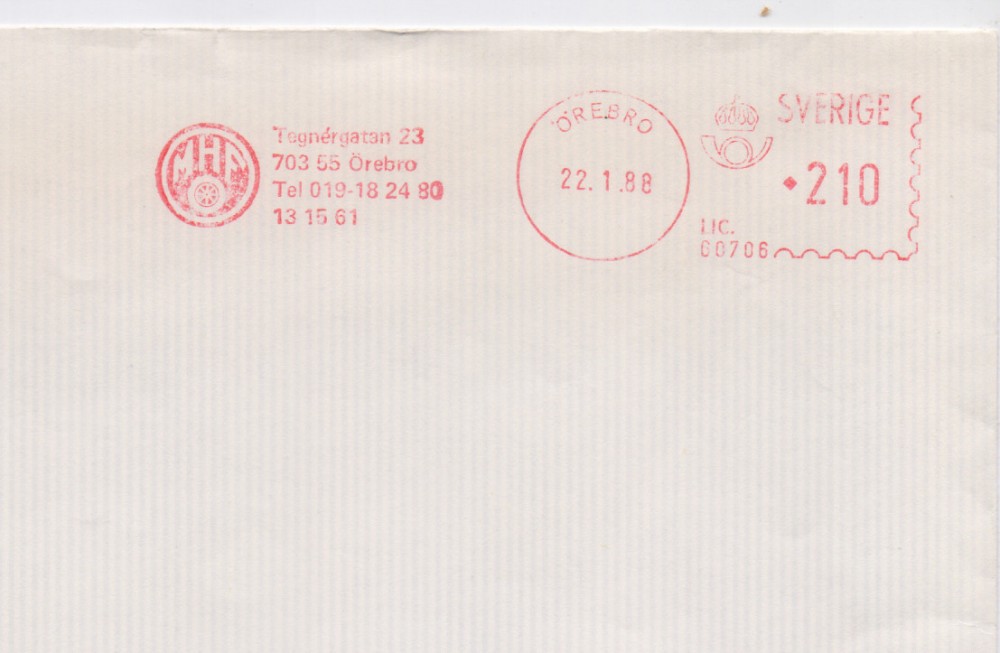 MHF
Tegnérgatan 23
703 55 Örebro
Tel 019-18 24 80
13 15 61
ÖREBRO
22.1.88
SVERIGE
210
LIC.
60706